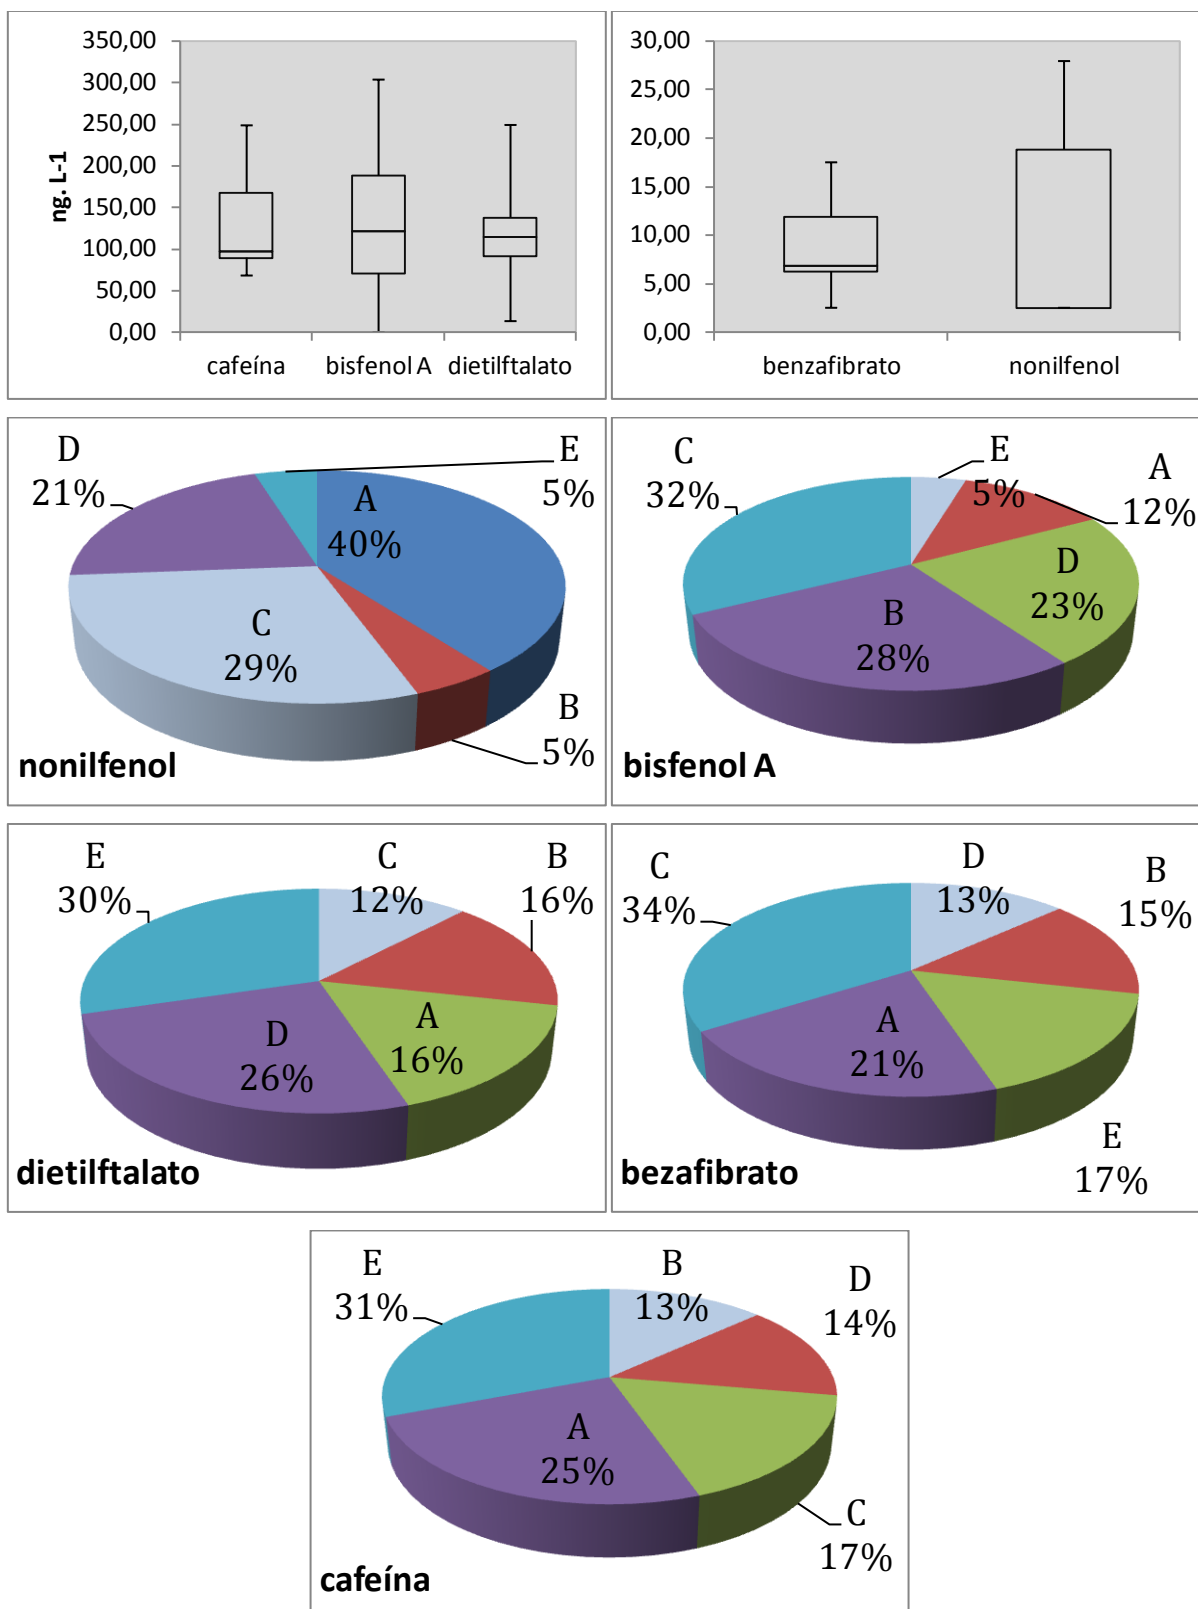 350,00
300,00
250,00
200,00
150,00
100,00
50,00
0,00
ng. L-1
cafeína
bisfenol A
dietilftalato
30,00
25,00
20,00
15,00
10,00
5,00
0,00
benzafibrato
nonilfenol
D
21%
E
5%
A
40%
C
29%
B
5%
nonilfenol
C
32%
E
5%
A
12%
D
23%
B
28%
bisfenol A
E
30%
C
12%
B
16%
A
16%
D
26%
dietilftalato
C
34%
D
13%
B
15%
A
21%
E
17%
bezafibrato
E
31%
B
13%
D
14%
A
25%
C
17%
cafeína